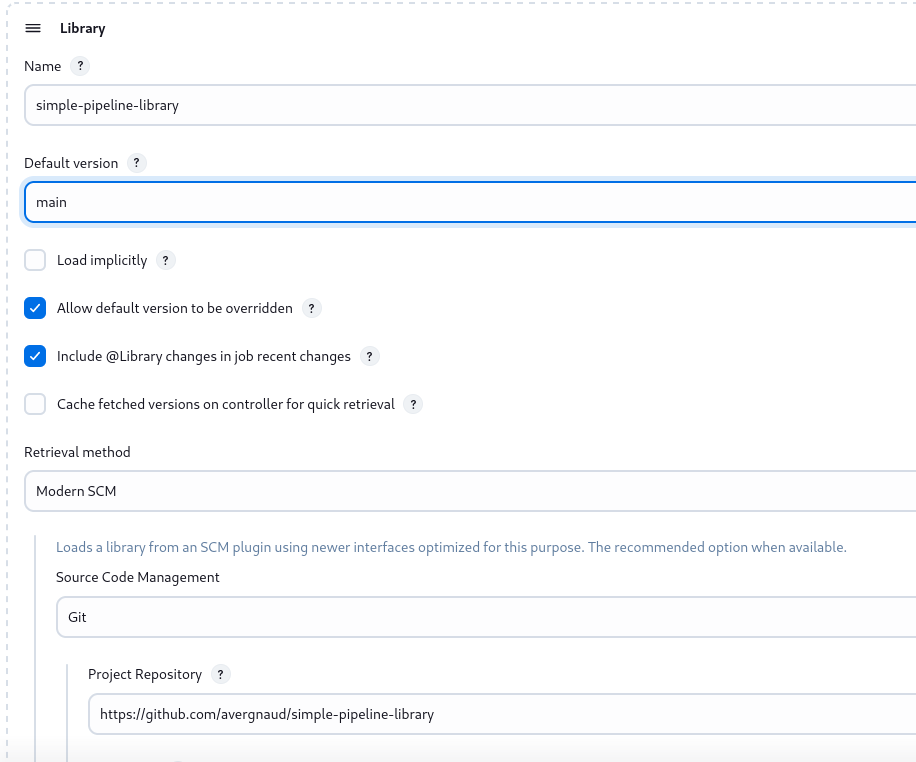 Library
Name ?
simple-pipeline-library
Default version ?
main
Load implicitly ?
Allow default version to be overridden ?
Include @Library changes in job recent changes ?
Cache fetched versions on controller for quick retrieval ?
Retrieval method
Modern SCM
Loads a library from an SCM plugin using newer interfaces optimized for this purpose. The recommended option when available.
Source Code Management
Git
Project Repository ?
https://github.com/avergnaud/simple-pipeline-library